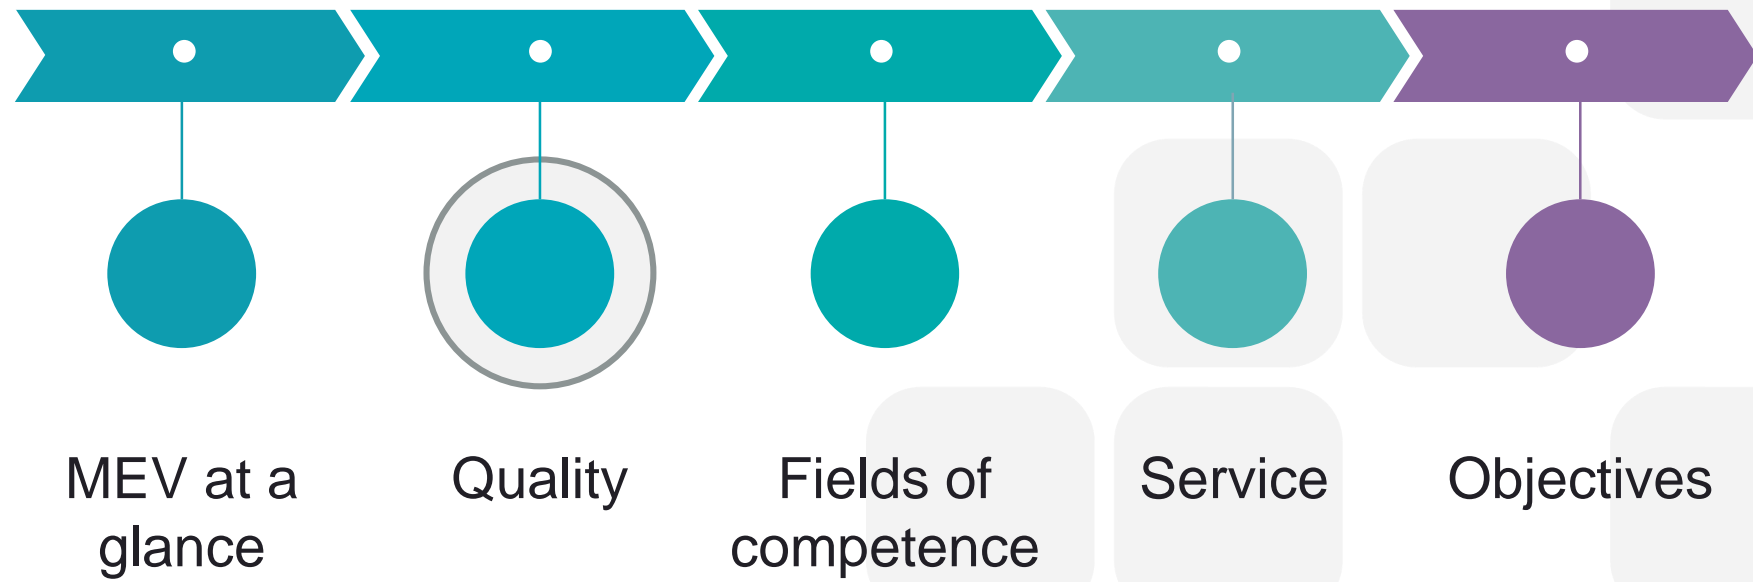 MEV at a
glance
Quality
Fields of
competence
Service
Objectives